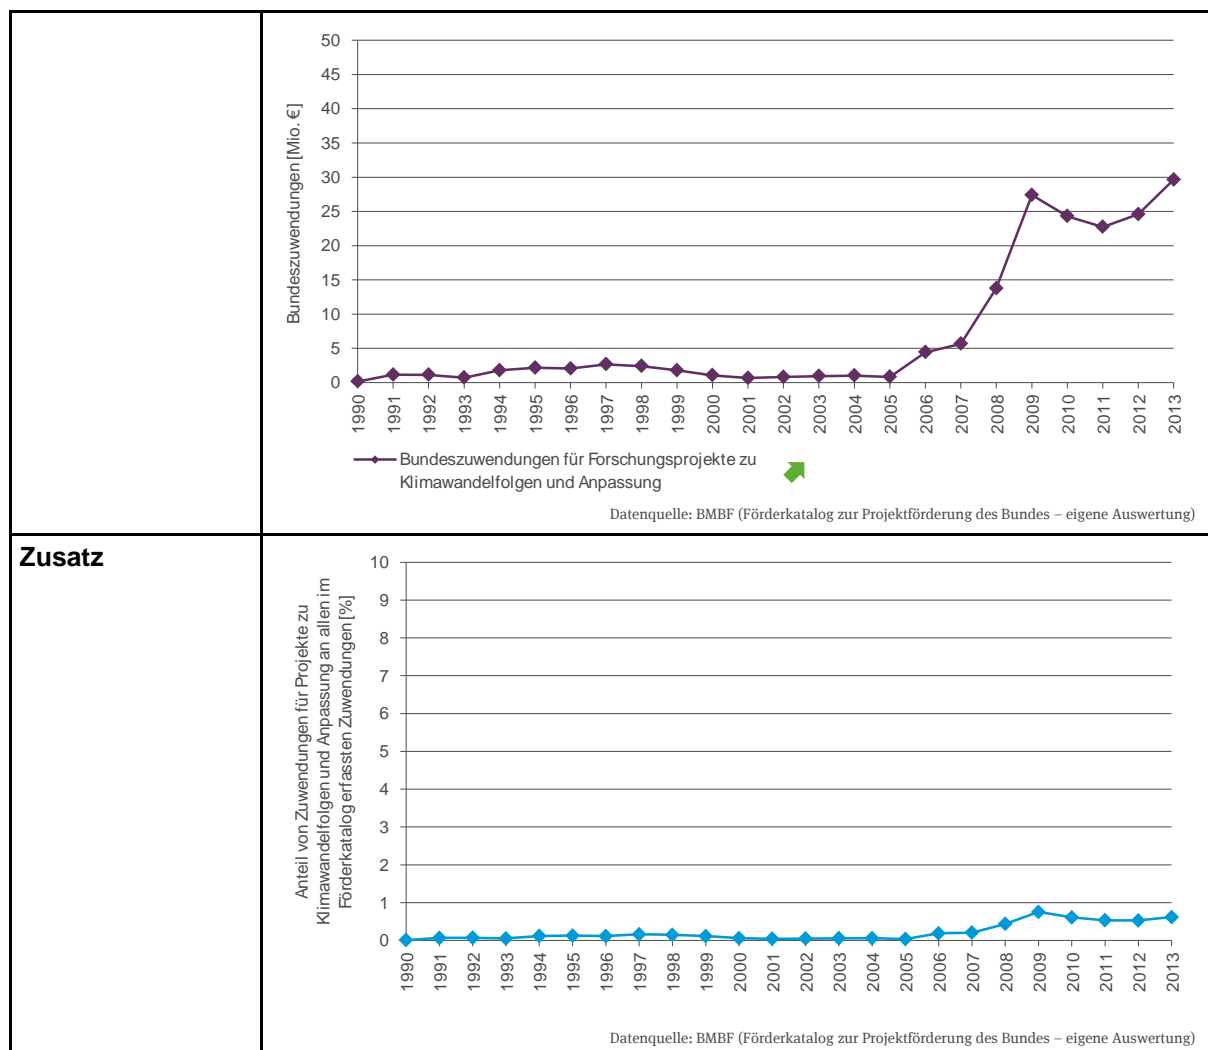 50
45
40
35
30
25
20
15
10
5
0
Bundeszuwendungen [Mio. €]
1990 1991 1992 1993 1994 1995 1996 1997 1998 1999 2000 2001 2002 2003 2004 2005 2006 2007 2008 2009 2010 2011 2012 2013
Bundeszuwendungen für Forschungsprojekte zu
Klimawandelfolgen und Anpassung
Datenquelle: BMBF (Förderkatalog zur Projektförderung des Bundes – eigene Auswertung)
Zusatz
Anteil von Zuwendungen für Projekte zu
Klimawandelfolgen und Anpassung an allen im
Förderkatalog erfassten Zuwendungen [%]
10
9
8
7
6
5
4
3
2
1
0
1990 1991 1992 1993 1994 1995 1996 1997 1998 1999 2000 2001 2002 2003 2004 2005 2006 2007 2008 2009 2010 2011 2012 2013
Datenquelle: BMBF (Förderkatalog zur Projektförderung des Bundes – eigene Auswertung)